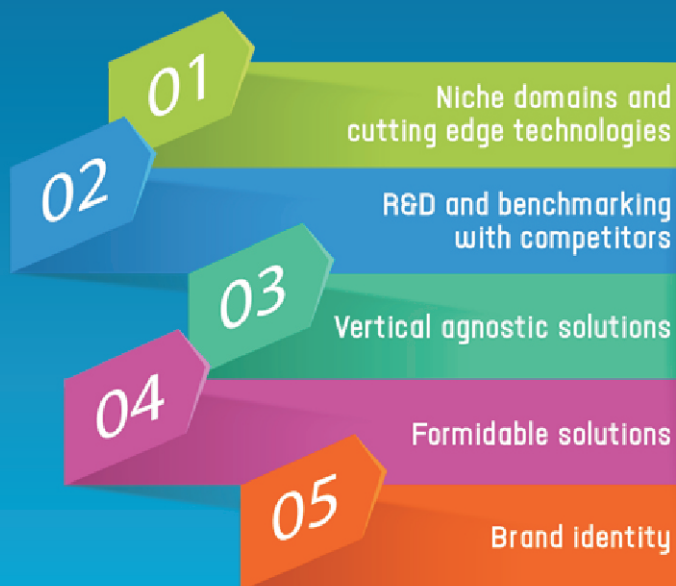 01
Niche domains and
cutting edge technologies
02
R&D and benchmarking
with competitors
03
Vertical agnostic solutions
04
Formidable solutions
05
Brand identity